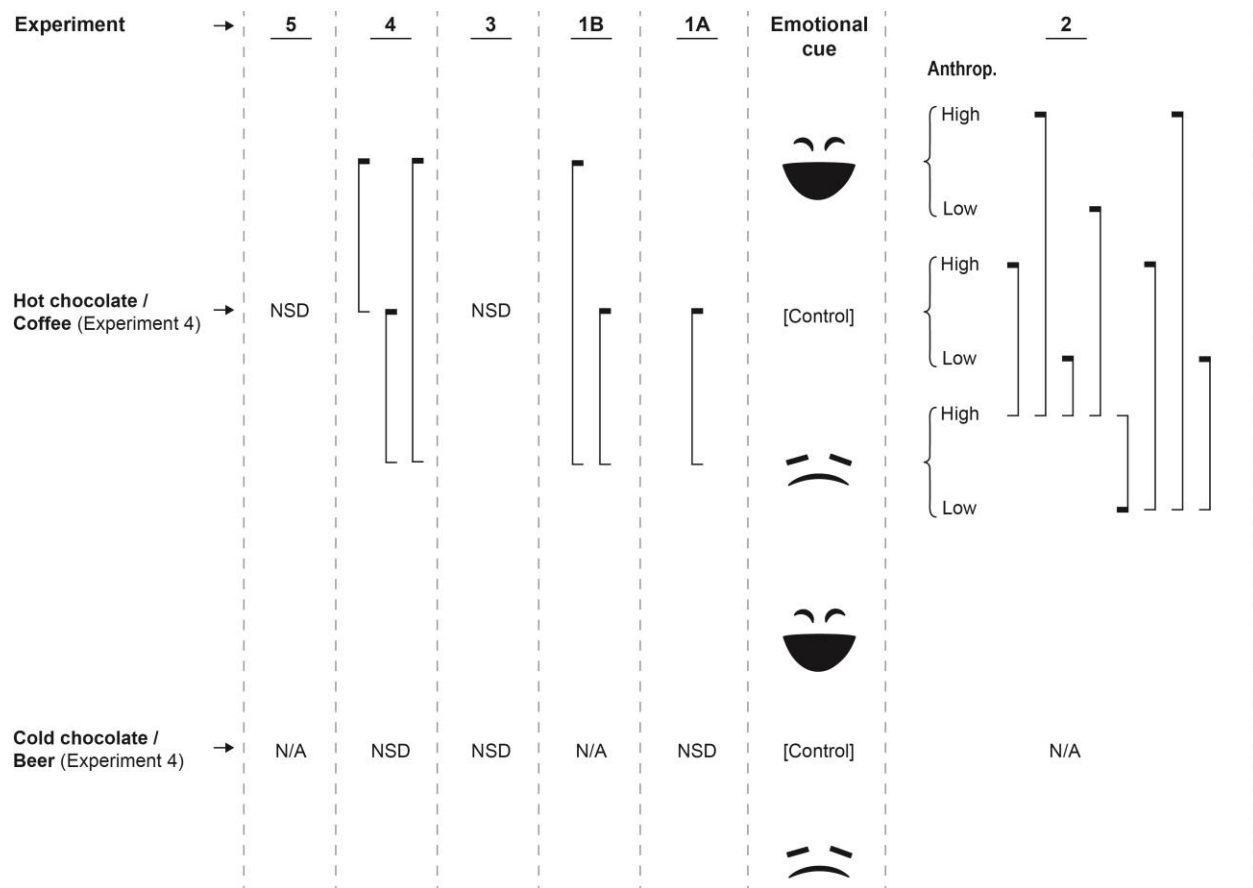 Experiment → 5 4 3 1B 1A Emotional cue 2
Anthrop.
High
Low
High
Hot chocolate /
Coffee (Experiment 4) → NSD NSD [Control]
Low
High
Low
Cold chocolate /
Beer (Experiment 4) → N/A NSD NSD N/A NSD [Control] N/A